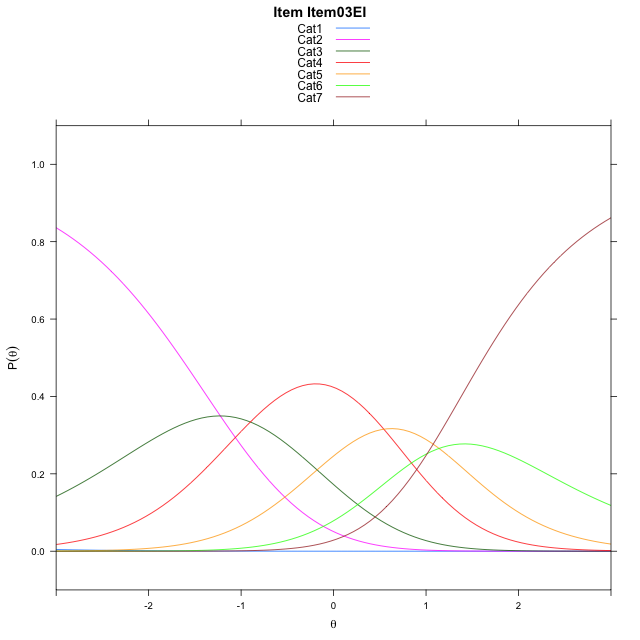 Item Item03EI
Cat1
Cat2
Cat3
Cat4
Cat5
Cat6
Cat7
1.0
0.8
0.6
0.4
0.2
0.0
P(θ)
-2 -1 0 1 2
θ